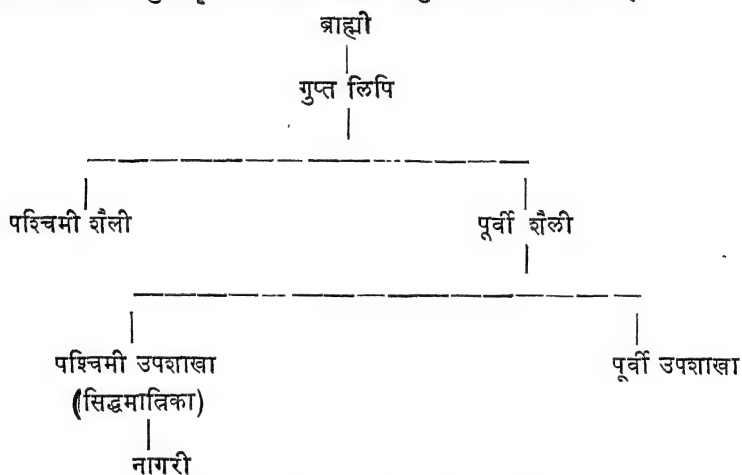 ब्राह्मी
गुप्त लिपि
पश्चिमी शैली पूर्वी शैली
पश्चिमी उपशाखा पूर्वी उपशाखा
(सिद्धमात्रिका)
नागरी